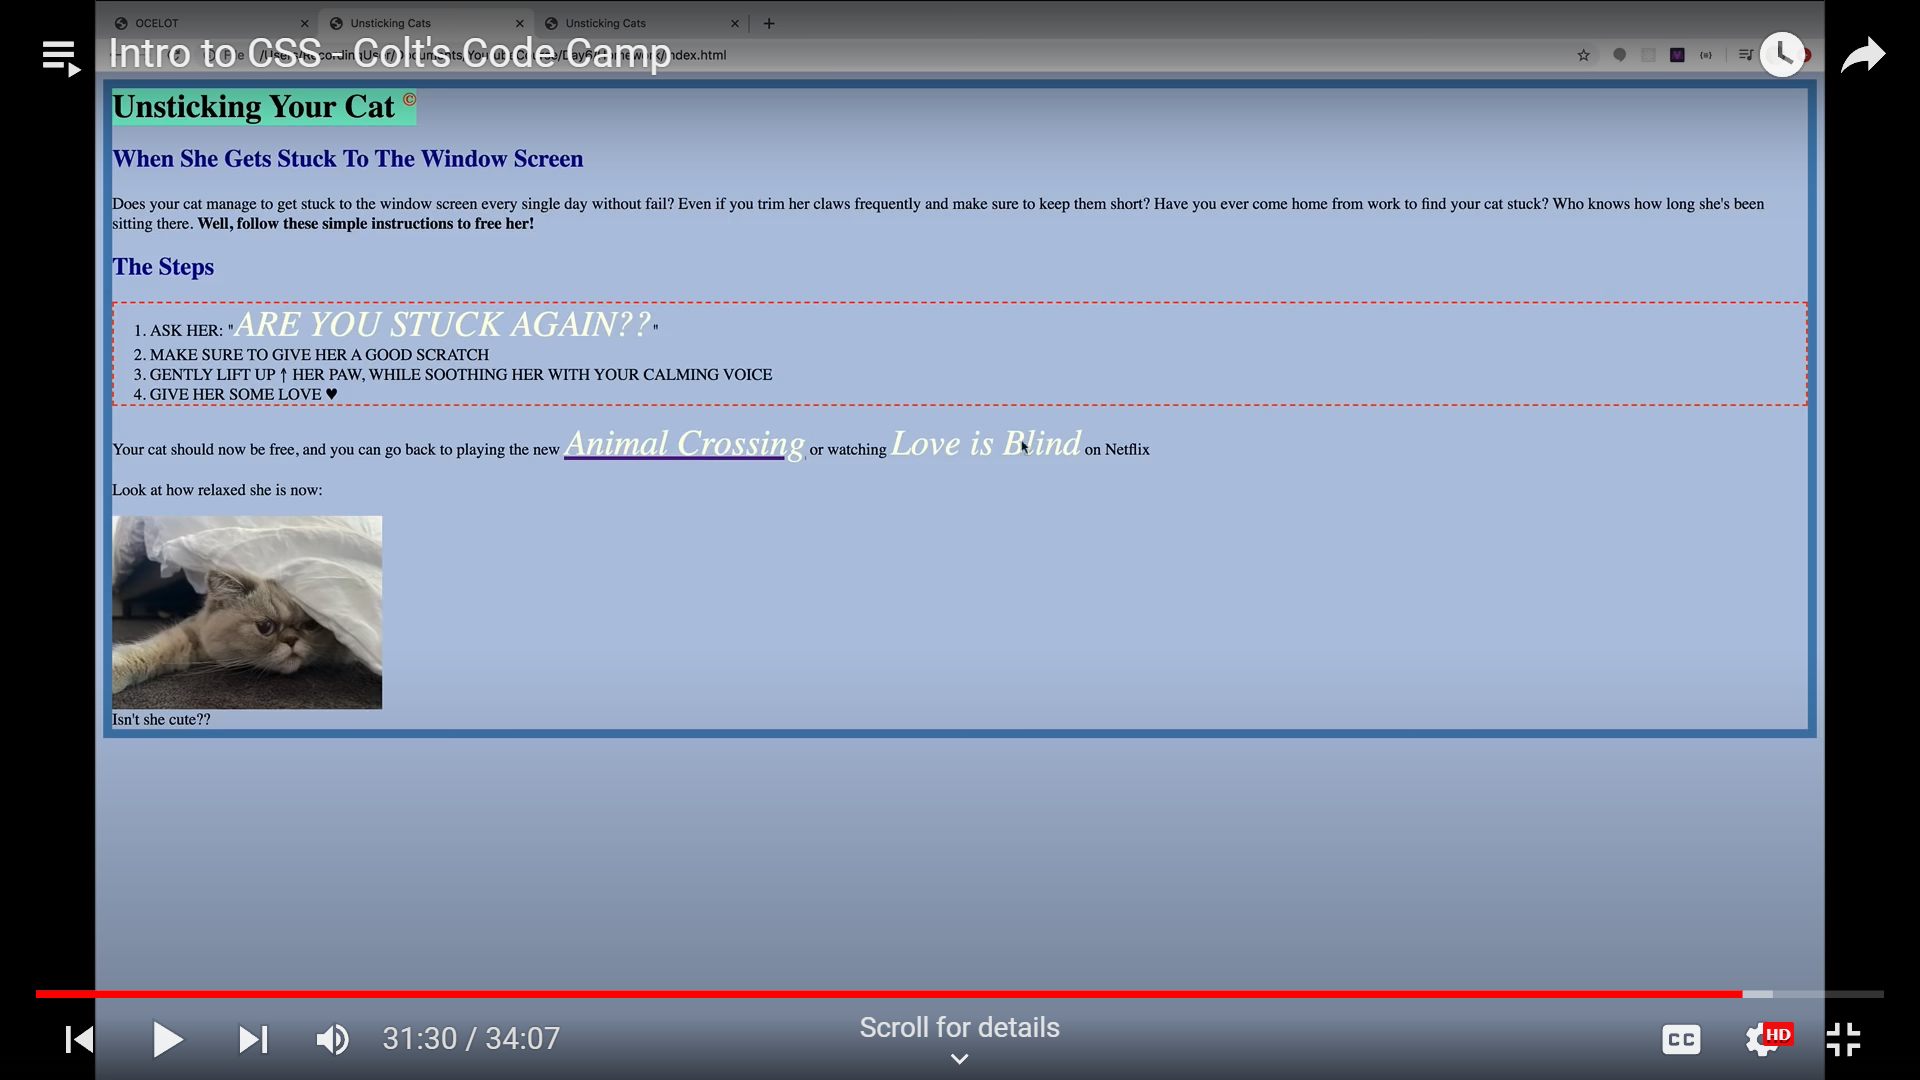 OCELOT
Unsticking Cats
Unsticking Cats
Intro to CSS - Colt's Code Camp
Unsticking Your Cat ©
When She Gets Stuck To The Window Screen
Does your cat manage to get stuck to the window screen every single day without fail? Even if you trim her claws frequently and make sure to keep them short? Have you ever come home from work to find your cat stuck? Who knows how long she's been
sitting there. Well, follow these simple instructions to free her!
The Steps
1. ASK HER: "ARE YOU STUCK AGAIN??"
2. MAKE SURE TO GIVE HER A GOOD SCRATCH
3. GENTLY LIFT UP ↑ HER PAW, WHILE SOOTHING HER WITH YOUR CALMING VOICE
4. GIVE HER SOME LOVE ♥
Your cat should now be free, and you can go back to playing the new Animal Crossing or watching Love is Blind on Netflix
Look at how relaxed she is now:
Isn't she cute??
31:30 / 34:07
Scroll for details
CC
HD